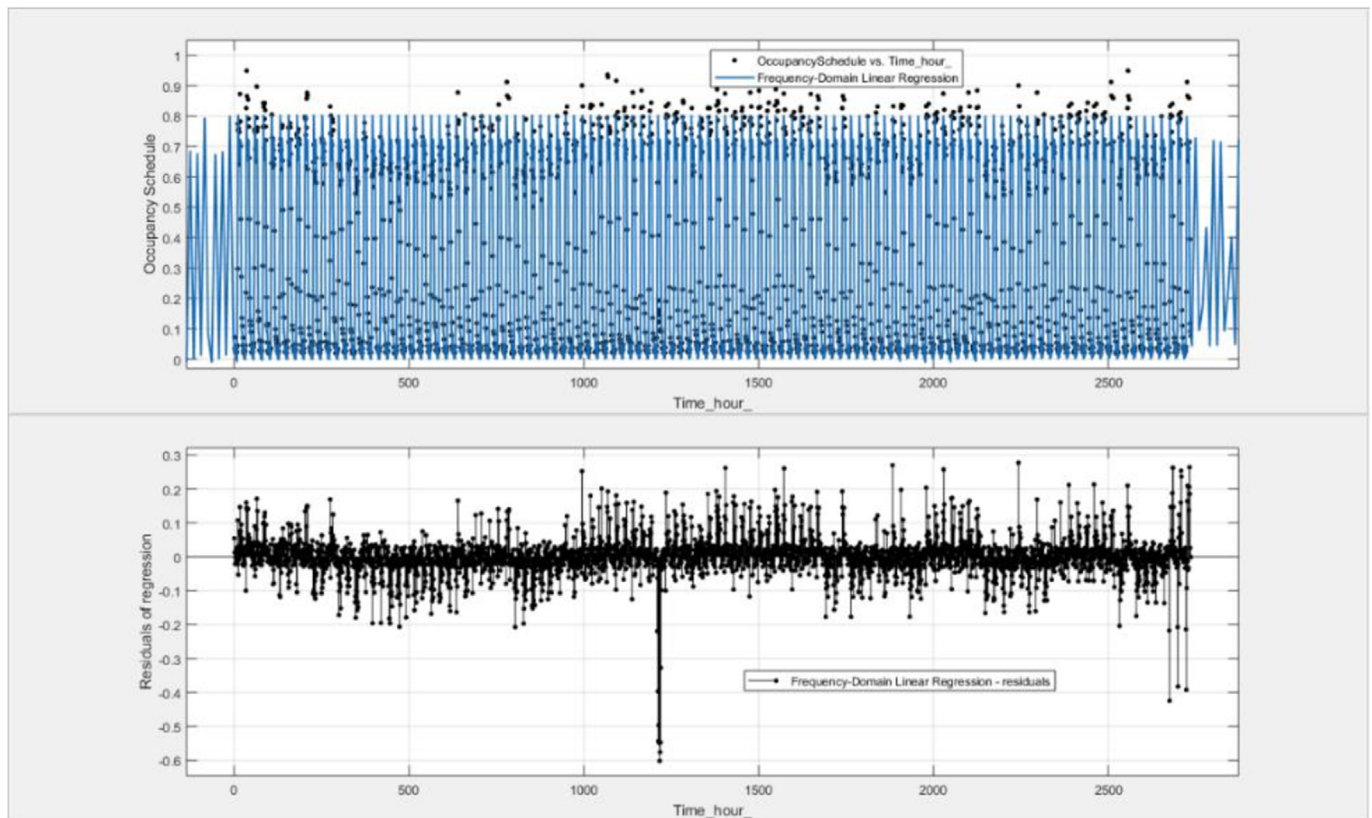 1
0.9
0.8
0.7
0.6
0.5
0.4
0.3
0.2
0.1
0
Occupancy Schedule
OccupancySchedule vs. Time_hour_
Frequency-Domain Linear Regression
0 500 1000 1500 2000 2500
Time_hour_
0.3
0.2
0.1
0
-0.1
-0.2
-0.3
-0.4
-0.5
-0.6
Residuals of regression
Frequency-Domain Linear Regression - residuals
0 500 1000 1500 2000 2500
Time_hour_